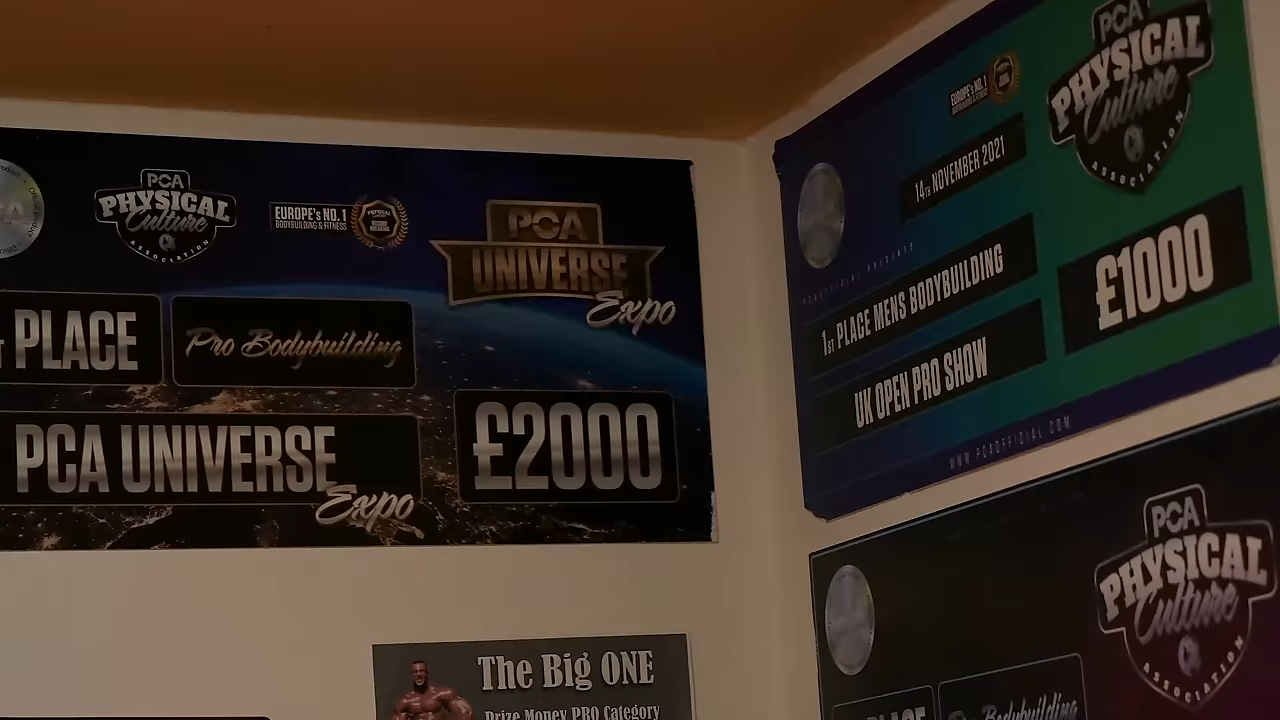 PCA
PHYSICAL
Culture
ASSOCIATION
EUROPE's NO.1
BODYBUILDING & FITNESS
PCA
UNIVERSE
Expo
PLACE
Pro Bodybuilding
PCA UNIVERSE
Expo
£2000
EUROPE's NO.1
PCA
PHYSICAL
Culture
ASSOCIATION
14TH NOVEMBER 2021
1ST PLACE MENS BODYBUILDING
£1000
UK OPEN PRO SHOW
WWW.PCAOFFICIAL.COM
PCA
PHYSICAL
Culture
ASSOCIATION
PLACE
Pro Bodybuilding
The Big ONE
Prize Money PRO Category